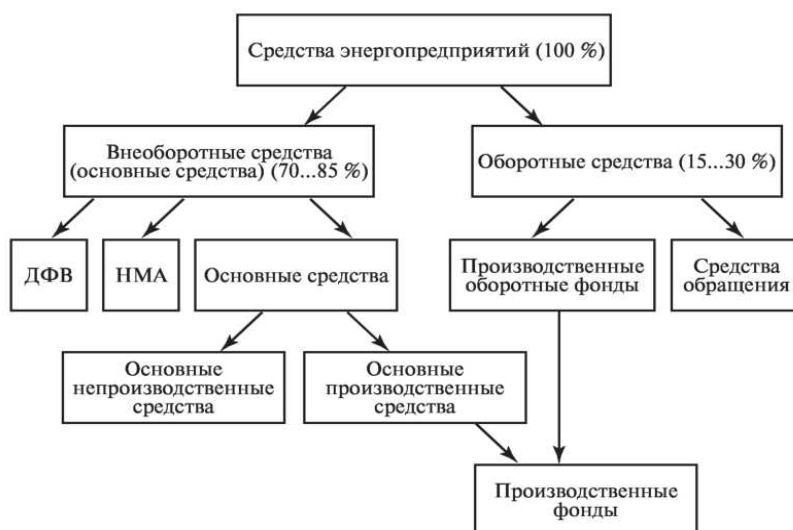 Средства энергопредприятий (100 %)
Внеоборотные средства
(основные средства) (70...85 %)
Оборотные средства (15...30 %)
ДФВ
НМА
Основные средства
Производственные
оборотные фонды
Средства
обращения
Основные
непроизводственные
средства
Основные
производственные
средства
Производственные
фонды